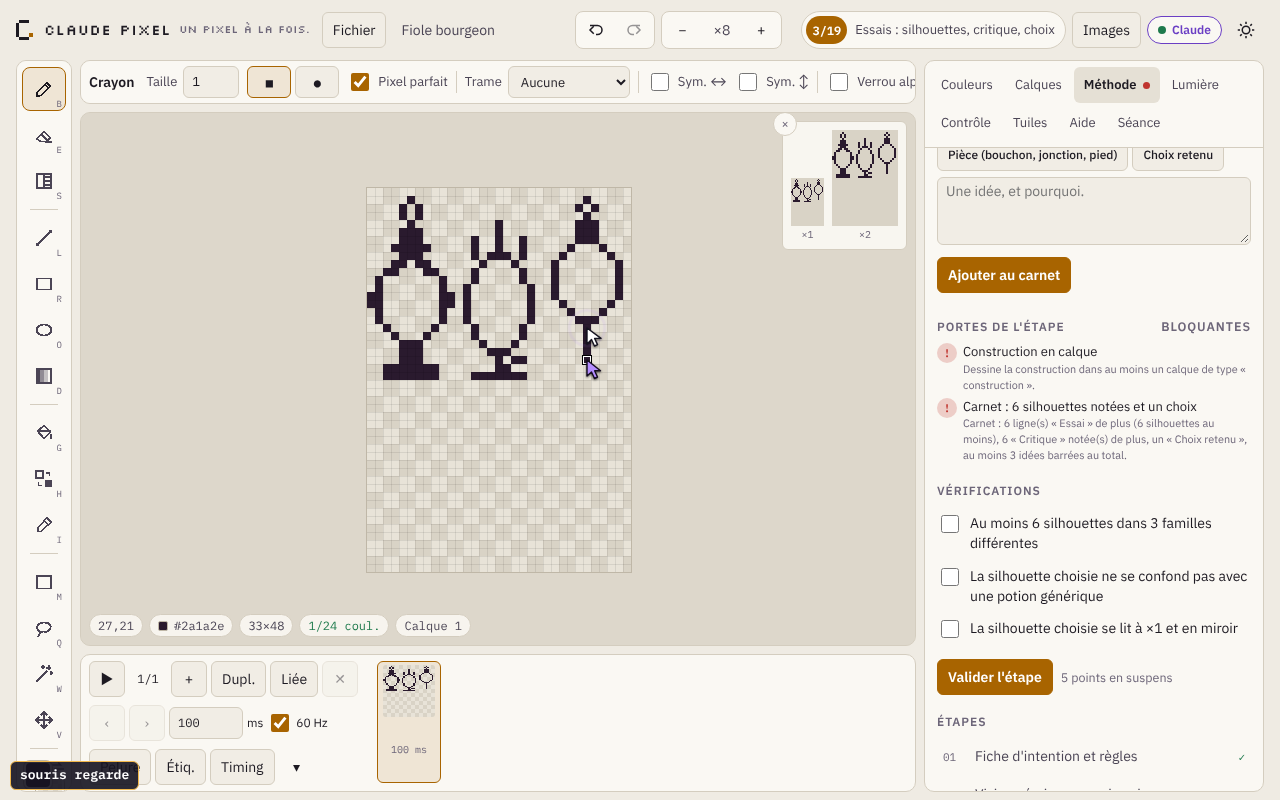 CLAUDE PIXEL UN PIXEL À LA FOIS. Fichier Fiole bourgeon − ×8 + 3/19 Essais : silhouettes, critique, choix Images Claude
Crayon Taille 1 Pixel parfait Trame Aucune Sym. ↔ Sym. ↕ Verrou alp
B
E
S
L
R
O
D
G
H
I
M
Q
W
V
×
×1 ×2
27,21 #2a1a2e 33×48 1/24 coul. Calque 1
1/1 + Dupl. Liée ×
‹ › 100 ms 60 Hz
Étiq. Timing
100 ms
souris regarde
Couleurs Calques Méthode Lumière
Contrôle Tuiles Aide Séance
Pièce (bouchon, jonction, pied) Choix retenu
Une idée, et pourquoi.
Ajouter au carnet
PORTES DE L'ÉTAPE BLOQUANTES
! Construction en calque
Dessine la construction dans au moins un calque de type «
construction ».
! Carnet : 6 silhouettes notées et un choix
Carnet : 6 ligne(s) « Essai » de plus (6 silhouettes au
moins), 6 « Critique » notée(s) de plus, un « Choix retenu »,
au moins 3 idées barrées au total.
VÉRIFICATIONS
Au moins 6 silhouettes dans 3 familles
différentes
La silhouette choisie ne se confond pas avec
une potion générique
La silhouette choisie se lit à ×1 et en miroir
Valider l'étape 5 points en suspens
ÉTAPES
01 Fiche d'intention et règles ✓